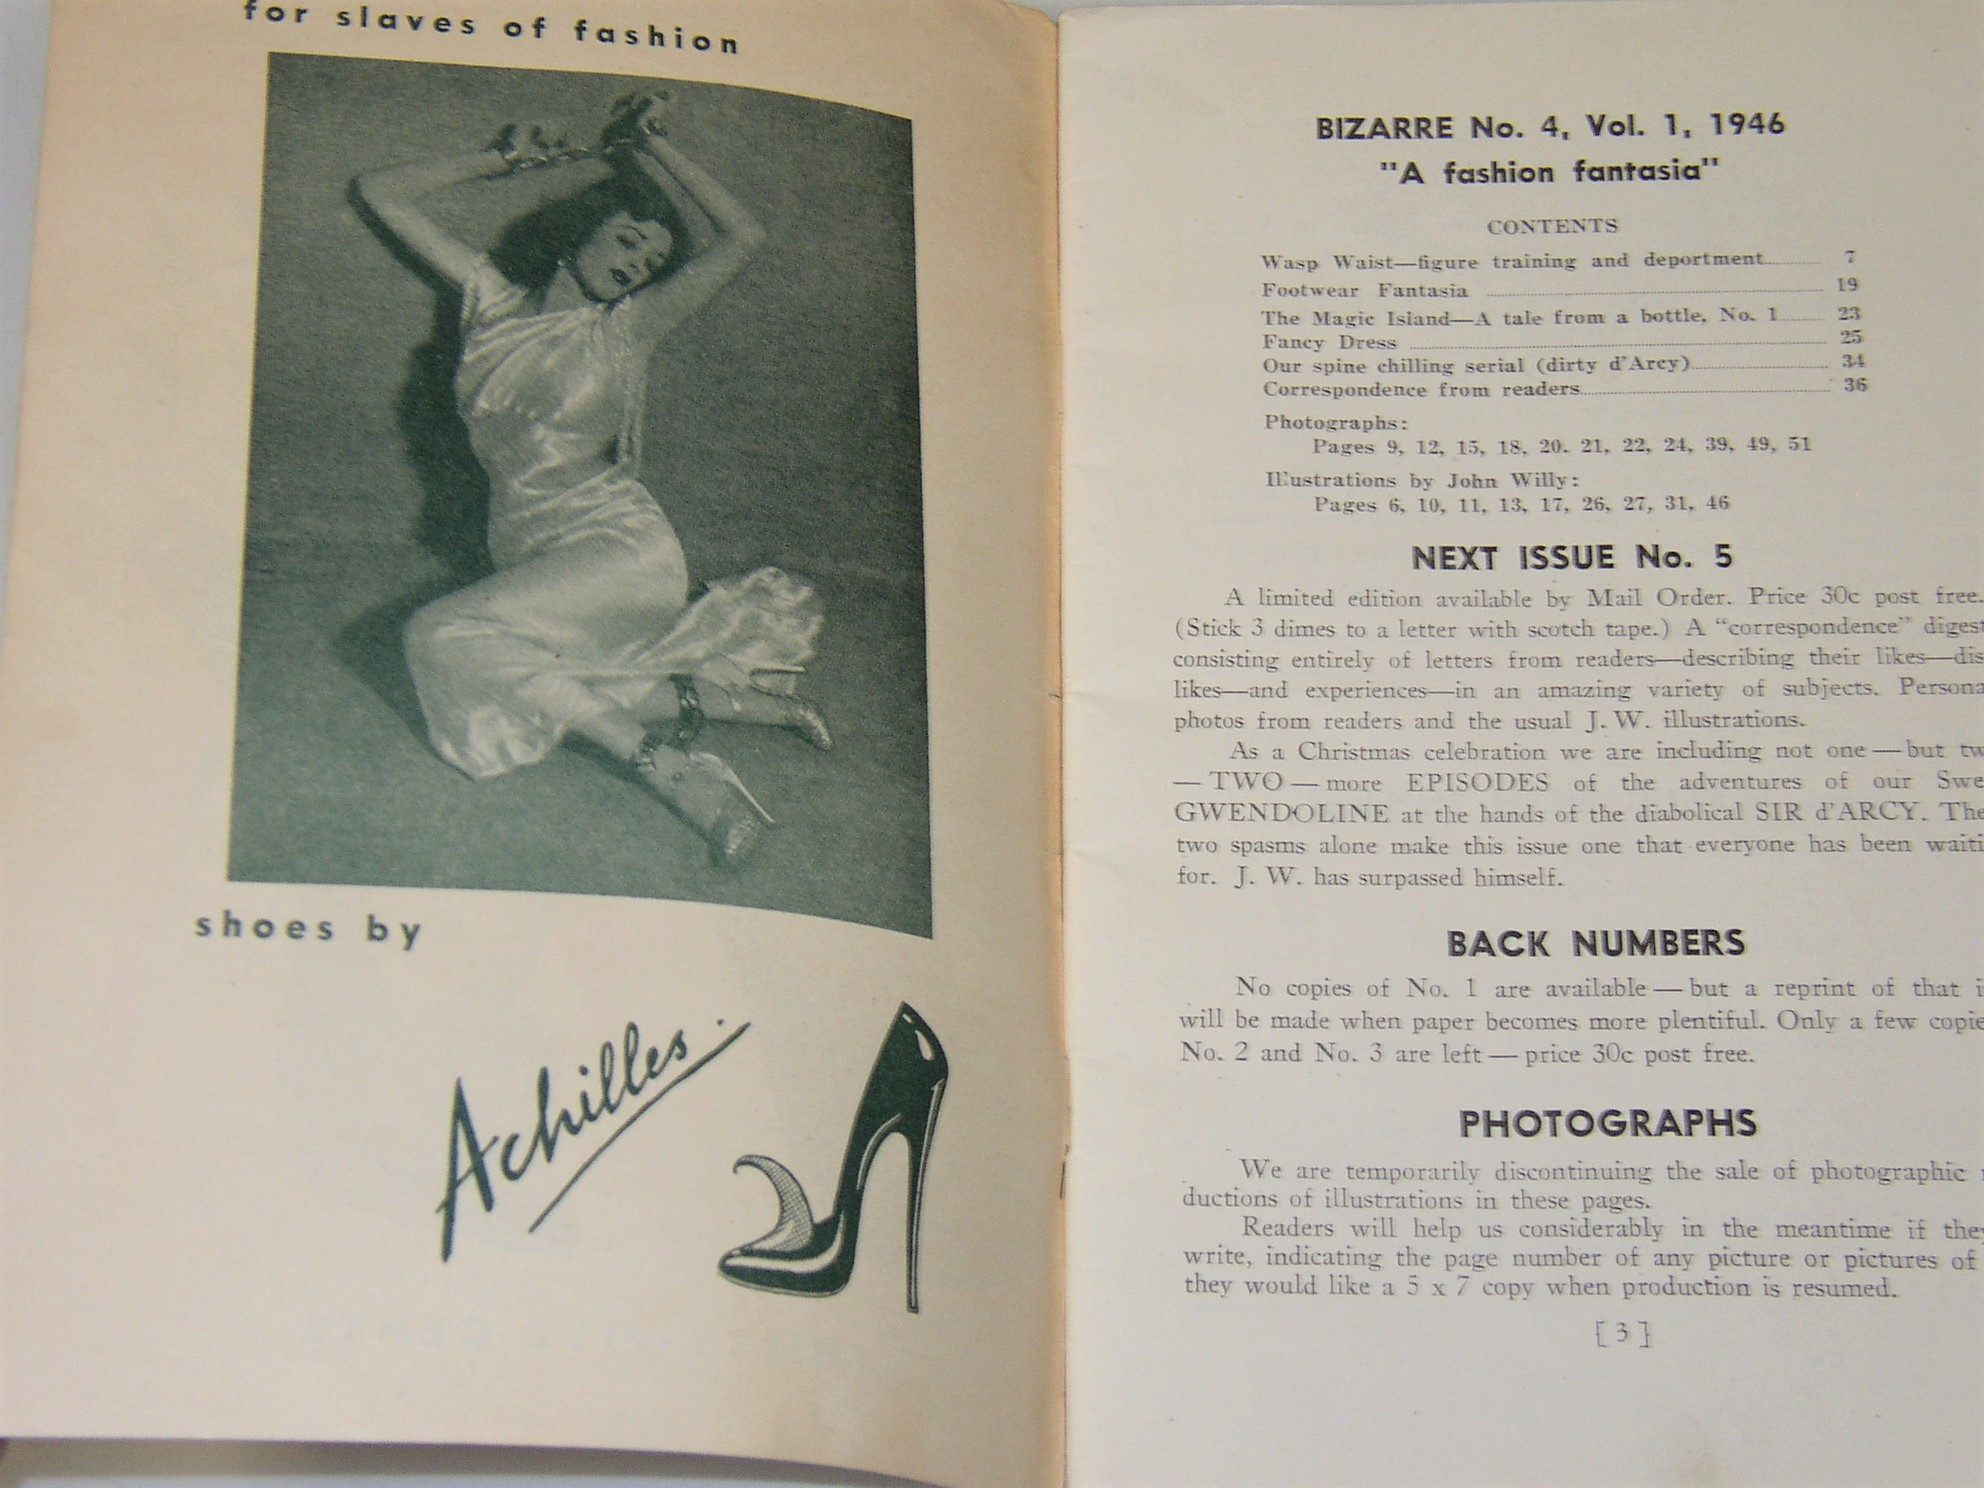 for slaves of fashion
shoes by
Achilles.
BIZARRE No. 4, Vol. 1, 1946
"A fashion fantasia"
CONTENTS
Wasp Waist—figure training and deportment 7
Footwear Fantasia 19
The Magic Island—A tale from a bottle, No. 1 23
Fancy Dress 25
Our spine chilling serial (dirty d'Arcy) 34
Correspondence from readers 36
Photographs:
Pages 9, 12, 15, 18, 20. 21, 22, 24, 39, 49, 51
Illustrations by John Willy:
Pages 6, 10, 11, 13, 17, 26, 27, 31, 46
NEXT ISSUE No. 5
A limited edition available by Mail Order. Price 30c post free.
(Stick 3 dimes to a letter with scotch tape.) A "correspondence" digest
consisting entirely of letters from readers—describing their likes—dis
likes—and experiences—in an amazing variety of subjects. Persona
photos from readers and the usual J. W. illustrations.
As a Christmas celebration we are including not one — but tw
— TWO — more EPISODES of the adventures of our Swe
GWENDOLINE at the hands of the diabolical SIR d'ARCY. The
two spasms alone make this issue one that everyone has been waiti
for. J. W. has surpassed himself.
BACK NUMBERS
No copies of No. 1 are available — but a reprint of that i
will be made when paper becomes more plentiful. Only a few copie
No. 2 and No. 3 are left — price 30c post free.
PHOTOGRAPHS
We are temporarily discontinuing the sale of photographic
ductions of illustrations in these pages.
Readers will help us considerably in the meantime if they
write, indicating the page number of any picture or pictures of
they would like a 5 x 7 copy when production is resumed.
[ 3 ]